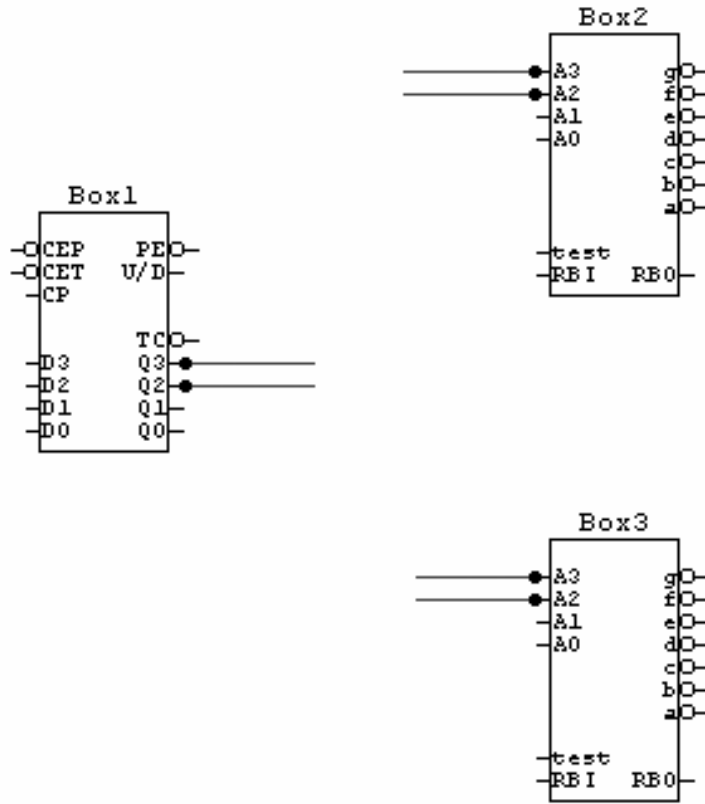 Box2
A3 g
A2 f
A1 e
A0 d
c
b
a
test
RBI RBO
Box1
CEP PE
CET U/D
CP
TC
D3 Q3
D2 Q2
D1 Q1
D0 Q0
Box3
A3 g
A2 f
A1 e
A0 d
c
b
a
test
RBI RBO